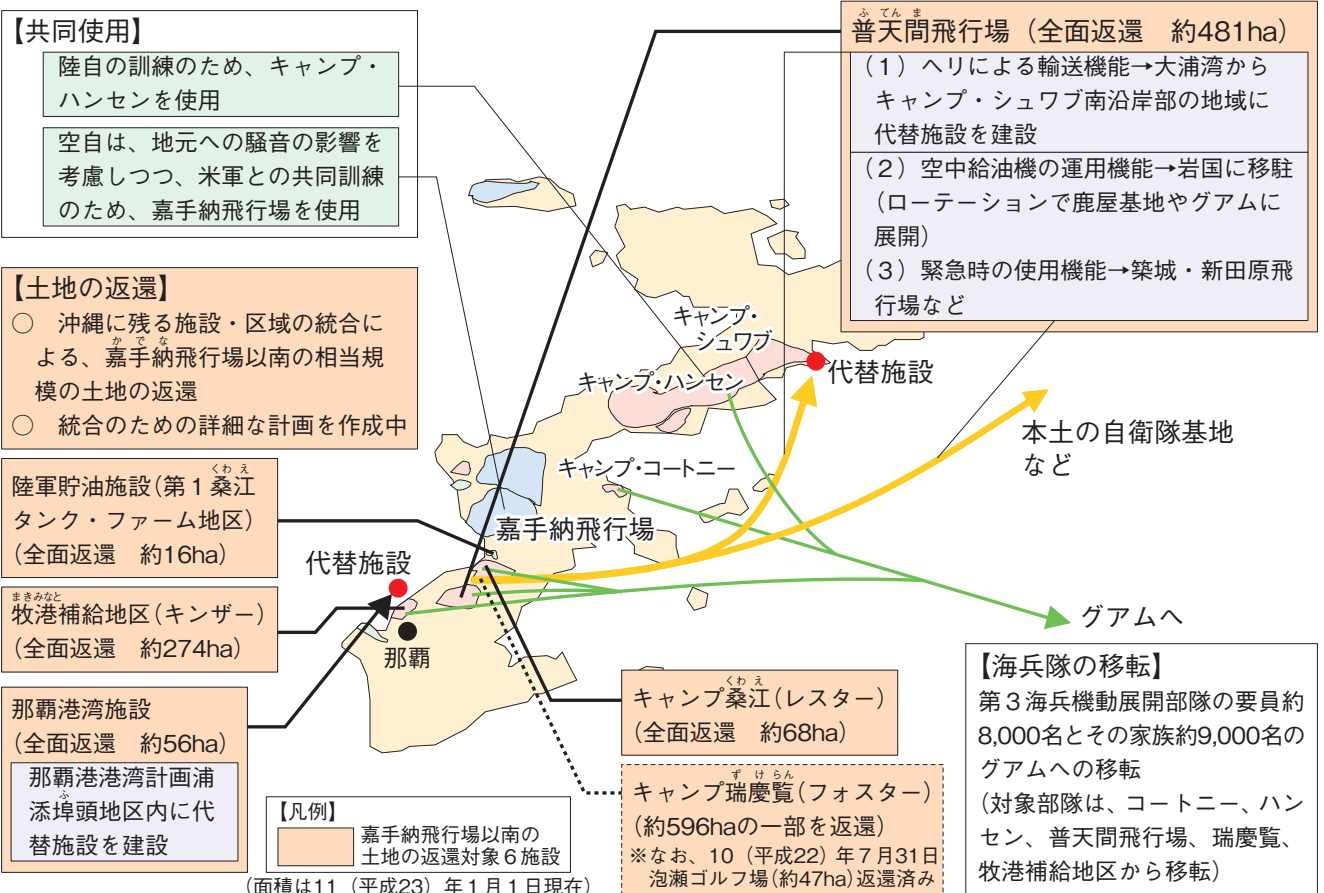 【共同使用】
陸自の訓練のため、キャンプ・
ハンセンを使用
空自は、地元への騒音の影響を
考慮しつつ、米軍との共同訓練
のため、嘉手納飛行場を使用
【土地の返還】
○ 沖縄に残る施設・区域の統合に
よる、嘉手納飛行場以南の相当規
かでな
模の土地の返還
○ 統合のための詳細な計画を作成中
くわえ
陸軍貯油施設(第1桑江
タンク・ファーム地区)
(全面返還 約16ha)
まきみなと
牧港補給地区(キンザー)
(全面返還 約274ha)
那覇港湾施設
(全面返還 約56ha)
那覇港港湾計画浦
添埠頭地区内に代
ふ
替施設を建設
ふてんま
普天間飛行場(全面返還 約481ha)
(1)ヘリによる輸送機能→大浦湾から
キャンプ・シュワブ南沿岸部の地域に
代替施設を建設
(2)空中給油機の運用機能→岩国に移駐
(ローテーションで鹿屋基地やグアムに
展開)
(3)緊急時の使用機能→築城・新田原飛
行場など
キャンプ・
シュワブ
代替施設
キャンプ・ハンセン
本土の自衛隊基地
など
キャンプ・コートニー
嘉手納飛行場
代替施設
那覇
グアムへ
くわえ
キャンプ桑江(レスター)
(全面返還 約68ha)
ずけらん
キャンプ瑞慶覧(フォスター)
(約596haの一部を返還)
※なお、10(平成22)年7月31日
泡瀬ゴルフ場(約47ha)返還済み
【海兵隊の移転】
第3海兵機動展開部隊の要員約
8,000名とその家族約9,000名の
グアムへの移転
(対象部隊は、コートニー、ハン
セン、普天間飛行場、瑞慶覧、
牧港補給地区から移転)
【凡例】
嘉手納飛行場以南の
土地の返還対象6施設
(面積は11(平成23)年1月1日現在)